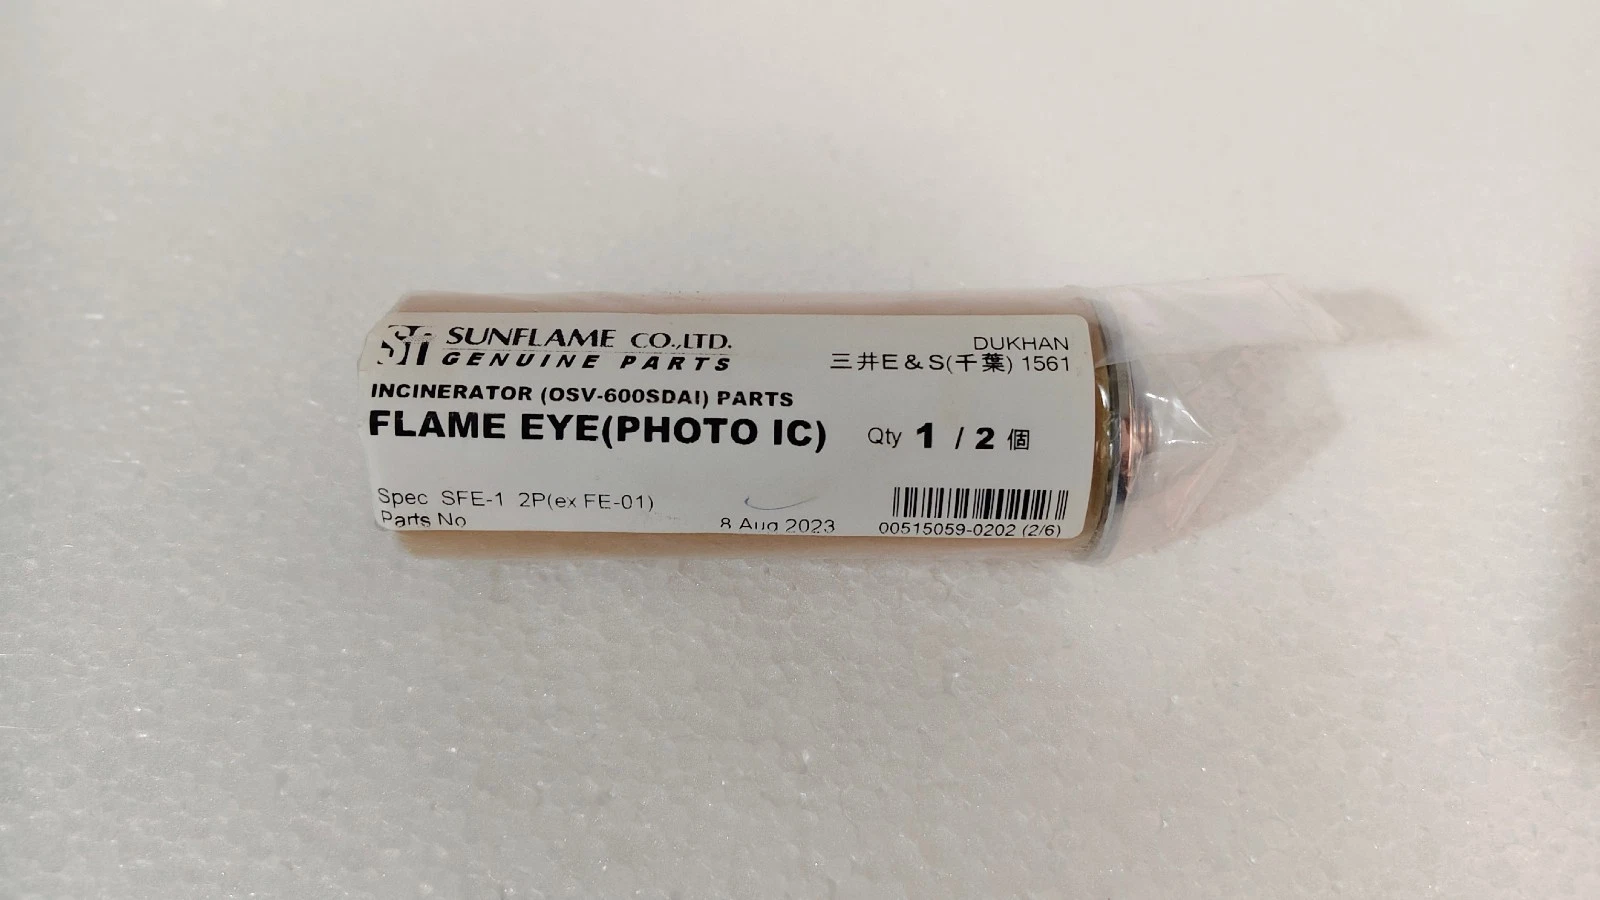 Sfi SUNFLAME CO.,LTD.
GENUINE PARTS
DUKHAN
三井E&S(千葉) 1561
INCINERATOR (OSV-600SDAI) PARTS
FLAME EYE(PHOTO IC)
Qty 1 / 2 個
Spec SFE-1 2P(ex FE-01)
Parts No
8 Aug 2023
00515059-0202 (2/6)